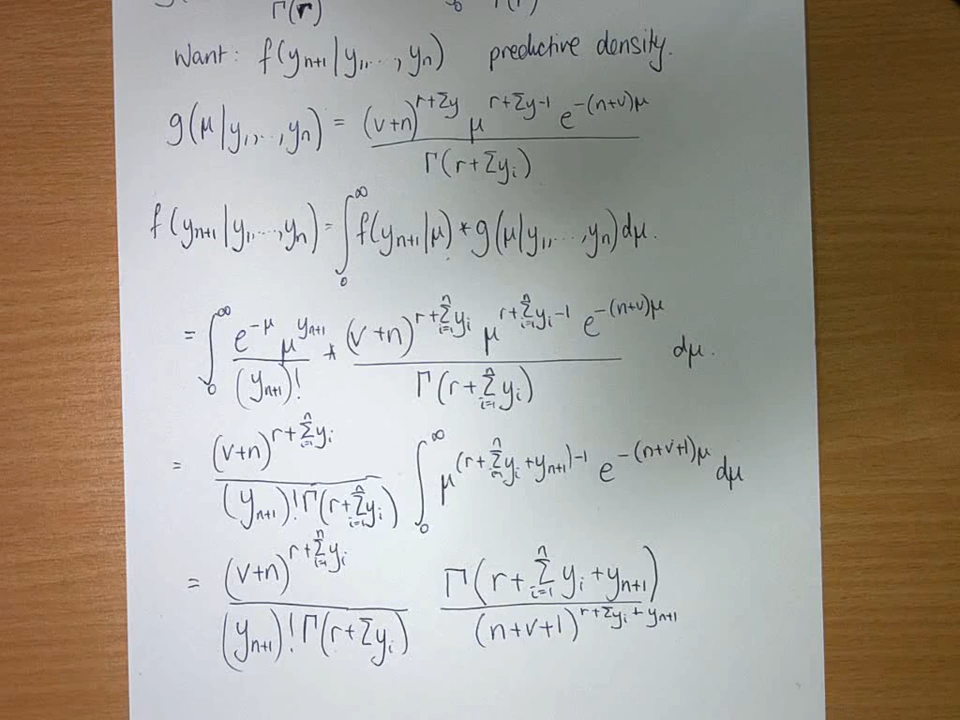 Γ(r) Γ(r)
Want: f(y_{n+1}|y_1,...,y_n) predictive density.
g(μ|y_1,...,y_n) = (v+n)^{r+Σy} μ^{r+Σy-1} e^{-(n+v)μ} / Γ(r+Σy_i)
f(y_{n+1}|y_1,...,y_n) = ∫_0^∞ f(y_{n+1}|μ) * g(μ|y_1,...,y_n) dμ.
= ∫_0^∞ e^{-μ} μ^{y_{n+1}} / (y_{n+1})! * (v+n)^{r+Σ_{i=1}^n y_i} μ^{r+Σ_{i=1}^n y_i-1} e^{-(n+v)μ} / Γ(r+Σ_{i=1}^n y_i) dμ.
= (v+n)^{r+Σ_{i=1}^n y_i} / (y_{n+1})! Γ(r+Σ_{i=1}^n y_i) ∫_0^∞ μ^{(r+Σ_{i=1}^n y_i+y_{n+1})-1} e^{-(n+v+1)μ} dμ
= (v+n)^{r+Σ_{i=1}^n y_i} / (y_{n+1})! Γ(r+Σy_i) Γ(r+Σ_{i=1}^n y_i+y_{n+1}) / (n+v+1)^{r+Σy_i+y_{n+1}}